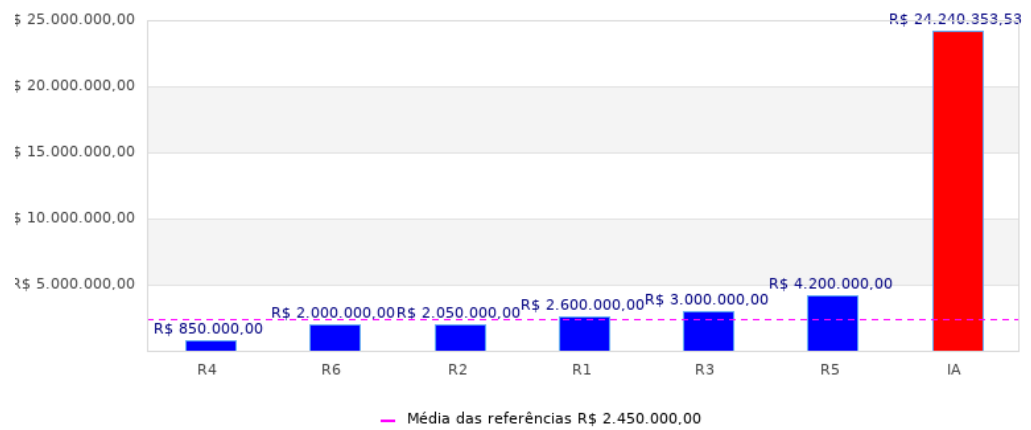 $ 25.000.000,00
R$ 24.240.353,53
$ 20.000.000,00
$ 15.000.000,00
$ 10.000.000,00
R$ 5.000.000,00
R$ 4.200.000,00
R$ 3.000.000,00
R$ 2.600.000,00
R$ 2.000.000,00 R$ 2.050.000,00
R$ 850.000,00
R4 R6 R2 R1 R3 R5 IA
Média das referências R$ 2.450.000,00